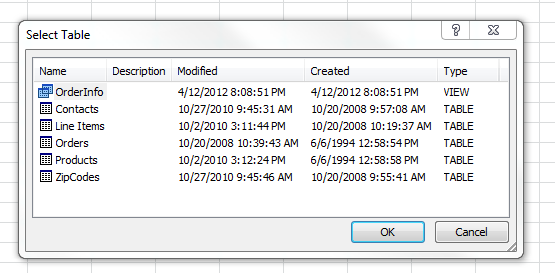 Select Table
Name Description Modified Created Type
OrderInfo 4/12/2012 8:08:51 PM 4/12/2012 8:08:51 PM VIEW
Contacts 10/27/2010 9:45:31 AM 10/20/2008 9:57:08 AM TABLE
Line Items 10/2/2010 3:11:44 PM 10/20/2008 10:19:37 AM TABLE
Orders 10/20/2008 10:39:43 AM 6/6/1994 12:58:54 PM TABLE
Products 10/2/2010 3:12:24 PM 6/6/1994 12:58:58 PM TABLE
ZipCodes 10/27/2010 9:45:46 AM 10/20/2008 9:55:41 AM TABLE
OK Cancel